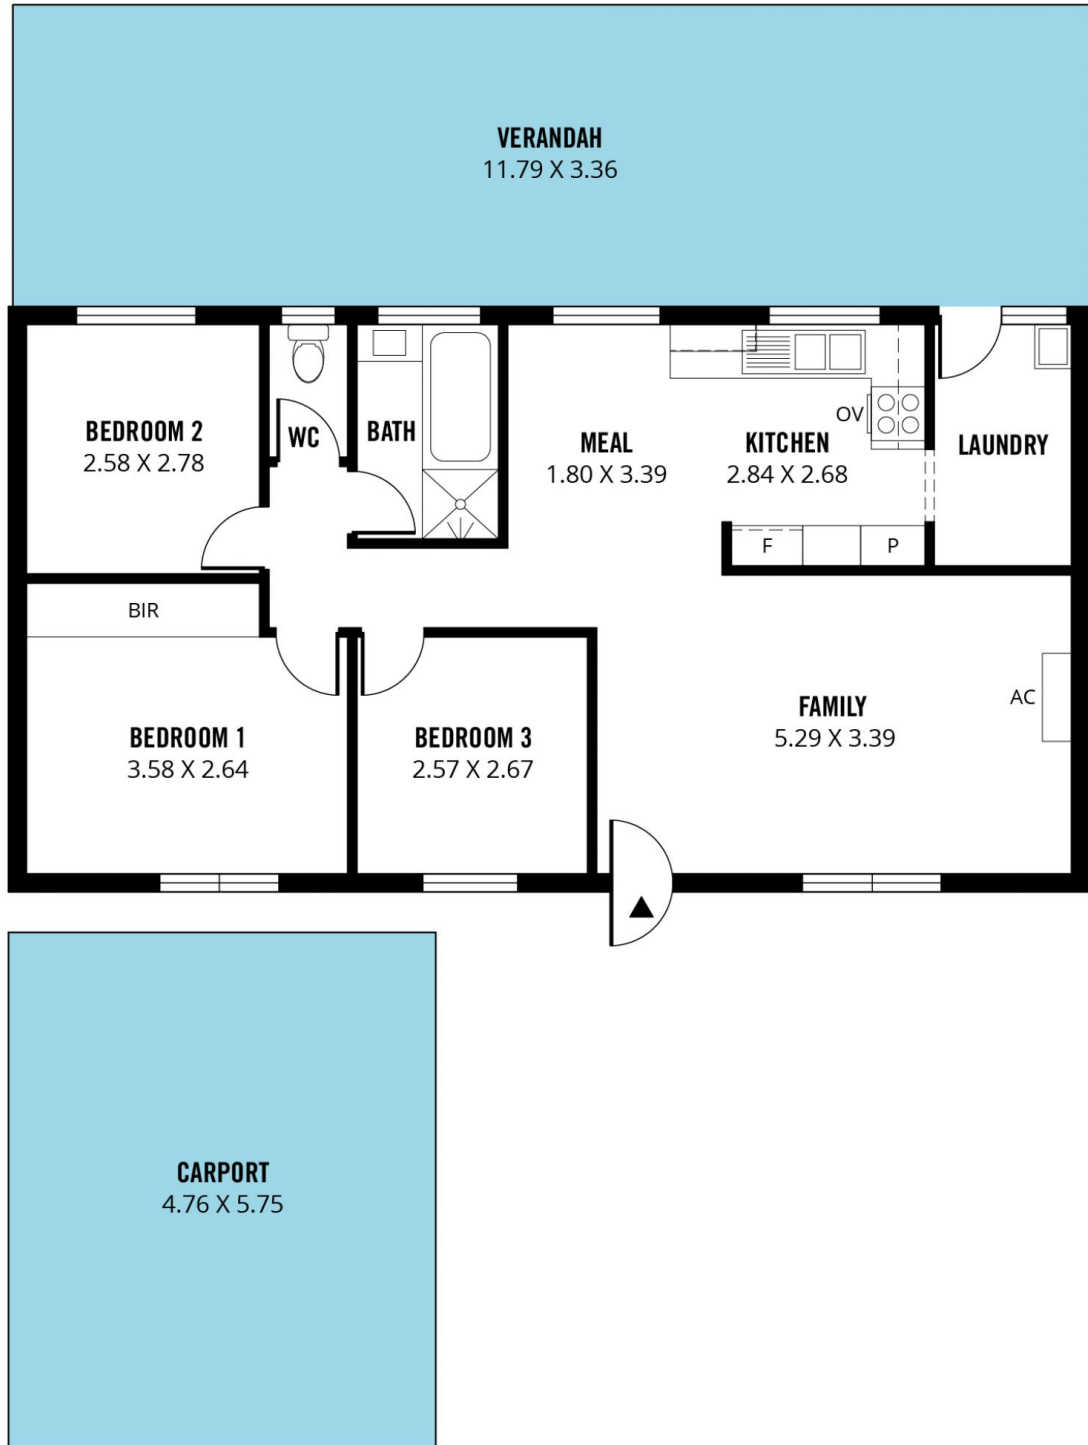 VERANDAH
11.79 X 3.36
BEDROOM 2
2.58 X 2.78
WC
BATH
MEAL
1.80 X 3.39
KITCHEN
2.84 X 2.68
OV
LAUNDRY
F
P
BIR
BEDROOM 1
3.58 X 2.64
BEDROOM 3
2.57 X 2.67
FAMILY
5.29 X 3.39
AC
CARPORT
4.76 X 5.75